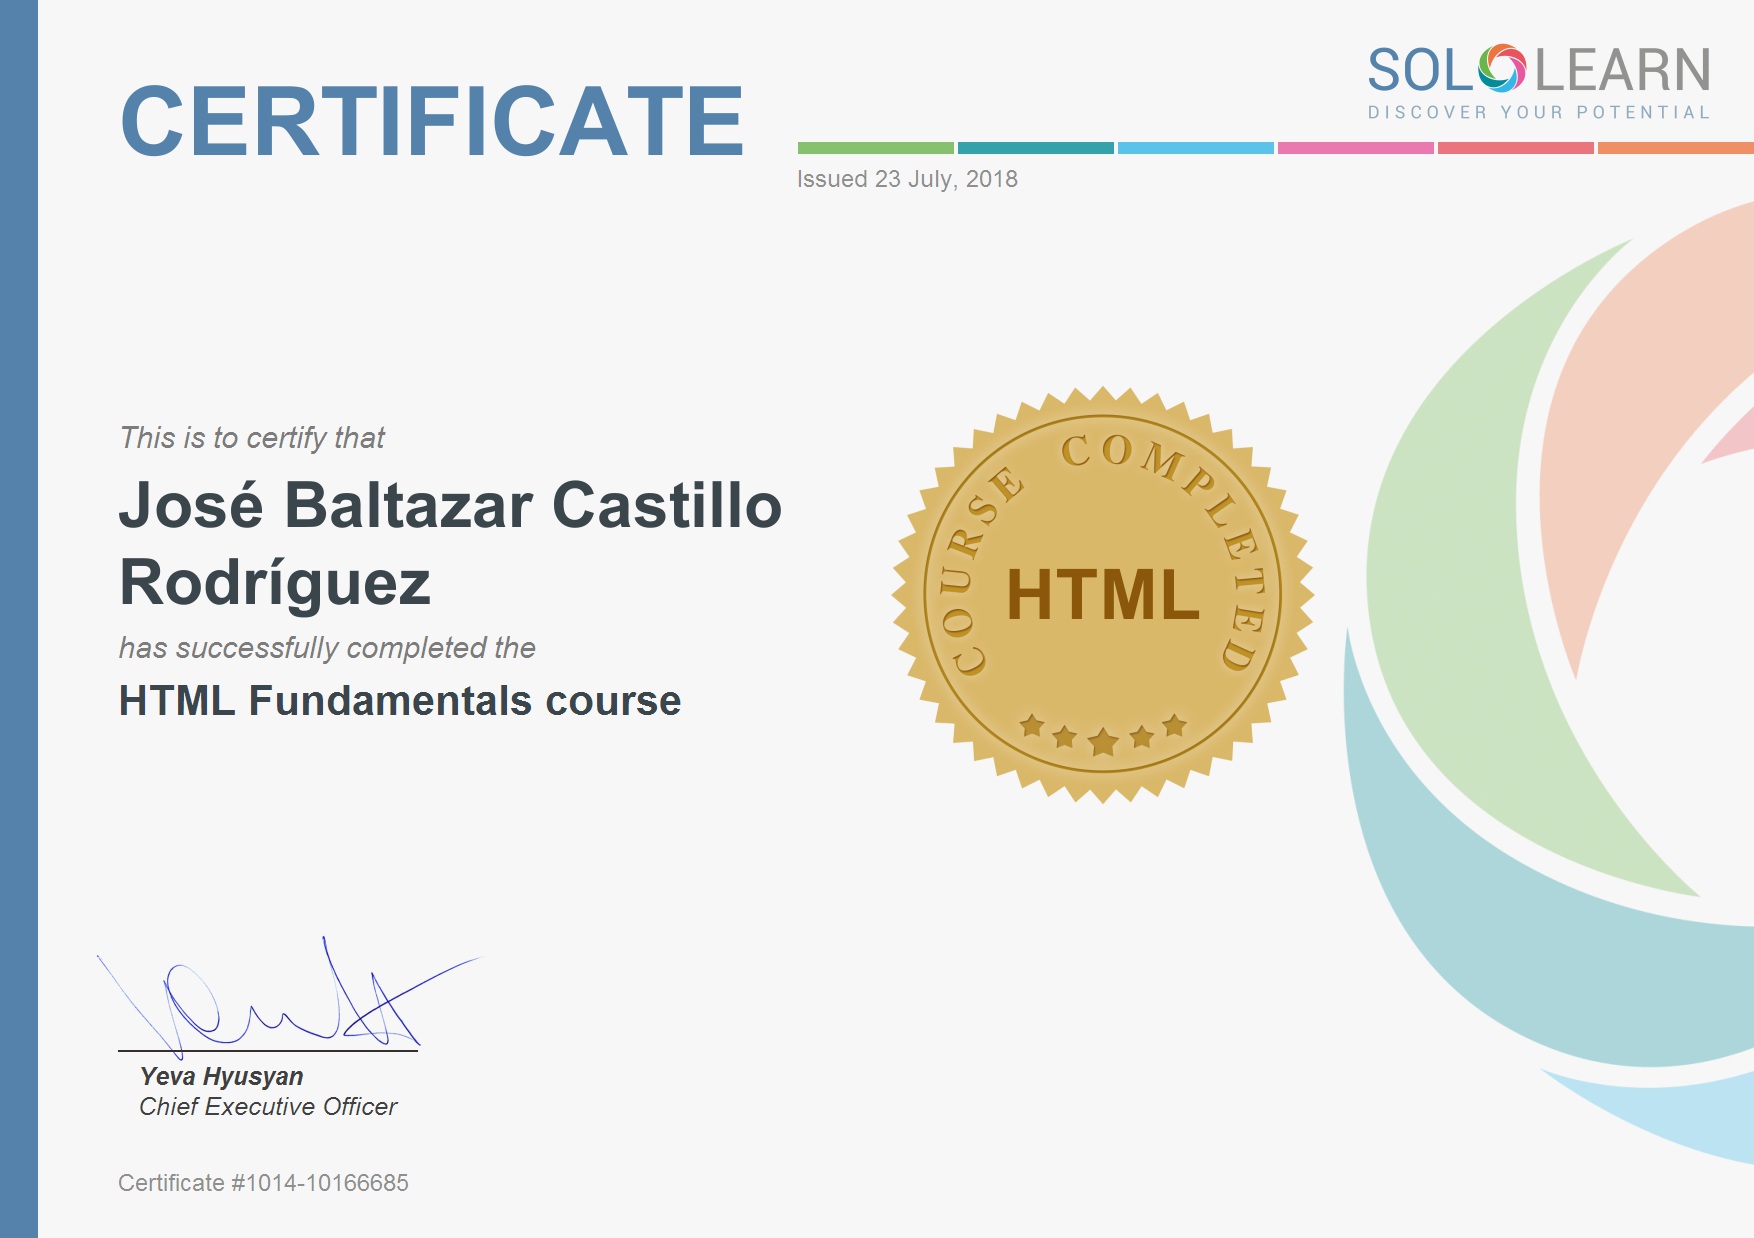 CERTIFICATE
SOLOLEARN
DISCOVER YOUR POTENTIAL
Issued 23 July, 2018
This is to certify that
José Baltazar Castillo
Rodríguez
has successfully completed the
HTML Fundamentals course
COURSE COMPLETED
HTML
Yeva Hyusyan
Chief Executive Officer
Certificate #1014-10166685